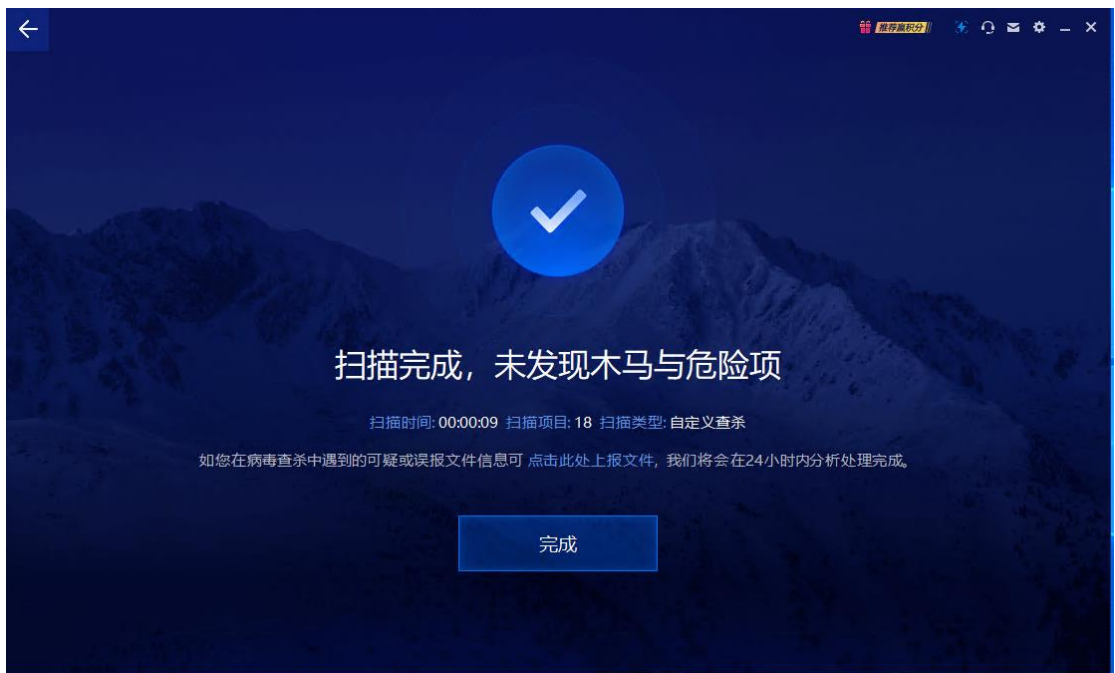 推荐赢积分
扫描完成，未发现木马与危险项
扫描时间: 00:00:09 扫描项目: 18 扫描类型: 自定义查杀
如您在病毒查杀中遇到的可疑或误报文件信息可 点击此处上报文件，我们将会在24小时内分析处理完成。
完成